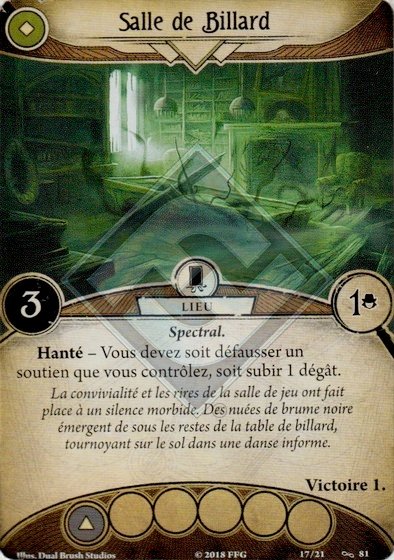 Salle de Billard
3
1
LIEU
Spectral.
Hanté – Vous devez soit défausser un
soutien que vous contrôlez, soit subir 1 dégât.
La convivialité et les rires de la salle de jeu ont fait
place à un silence morbide. Des nuées de brume noire
émergent de sous les restes de la table de billard,
tournoyant sur le sol dans une danse informe.
Victoire 1.
Illus. Dual Brush Studios
© 2018 FFG
17/21
81